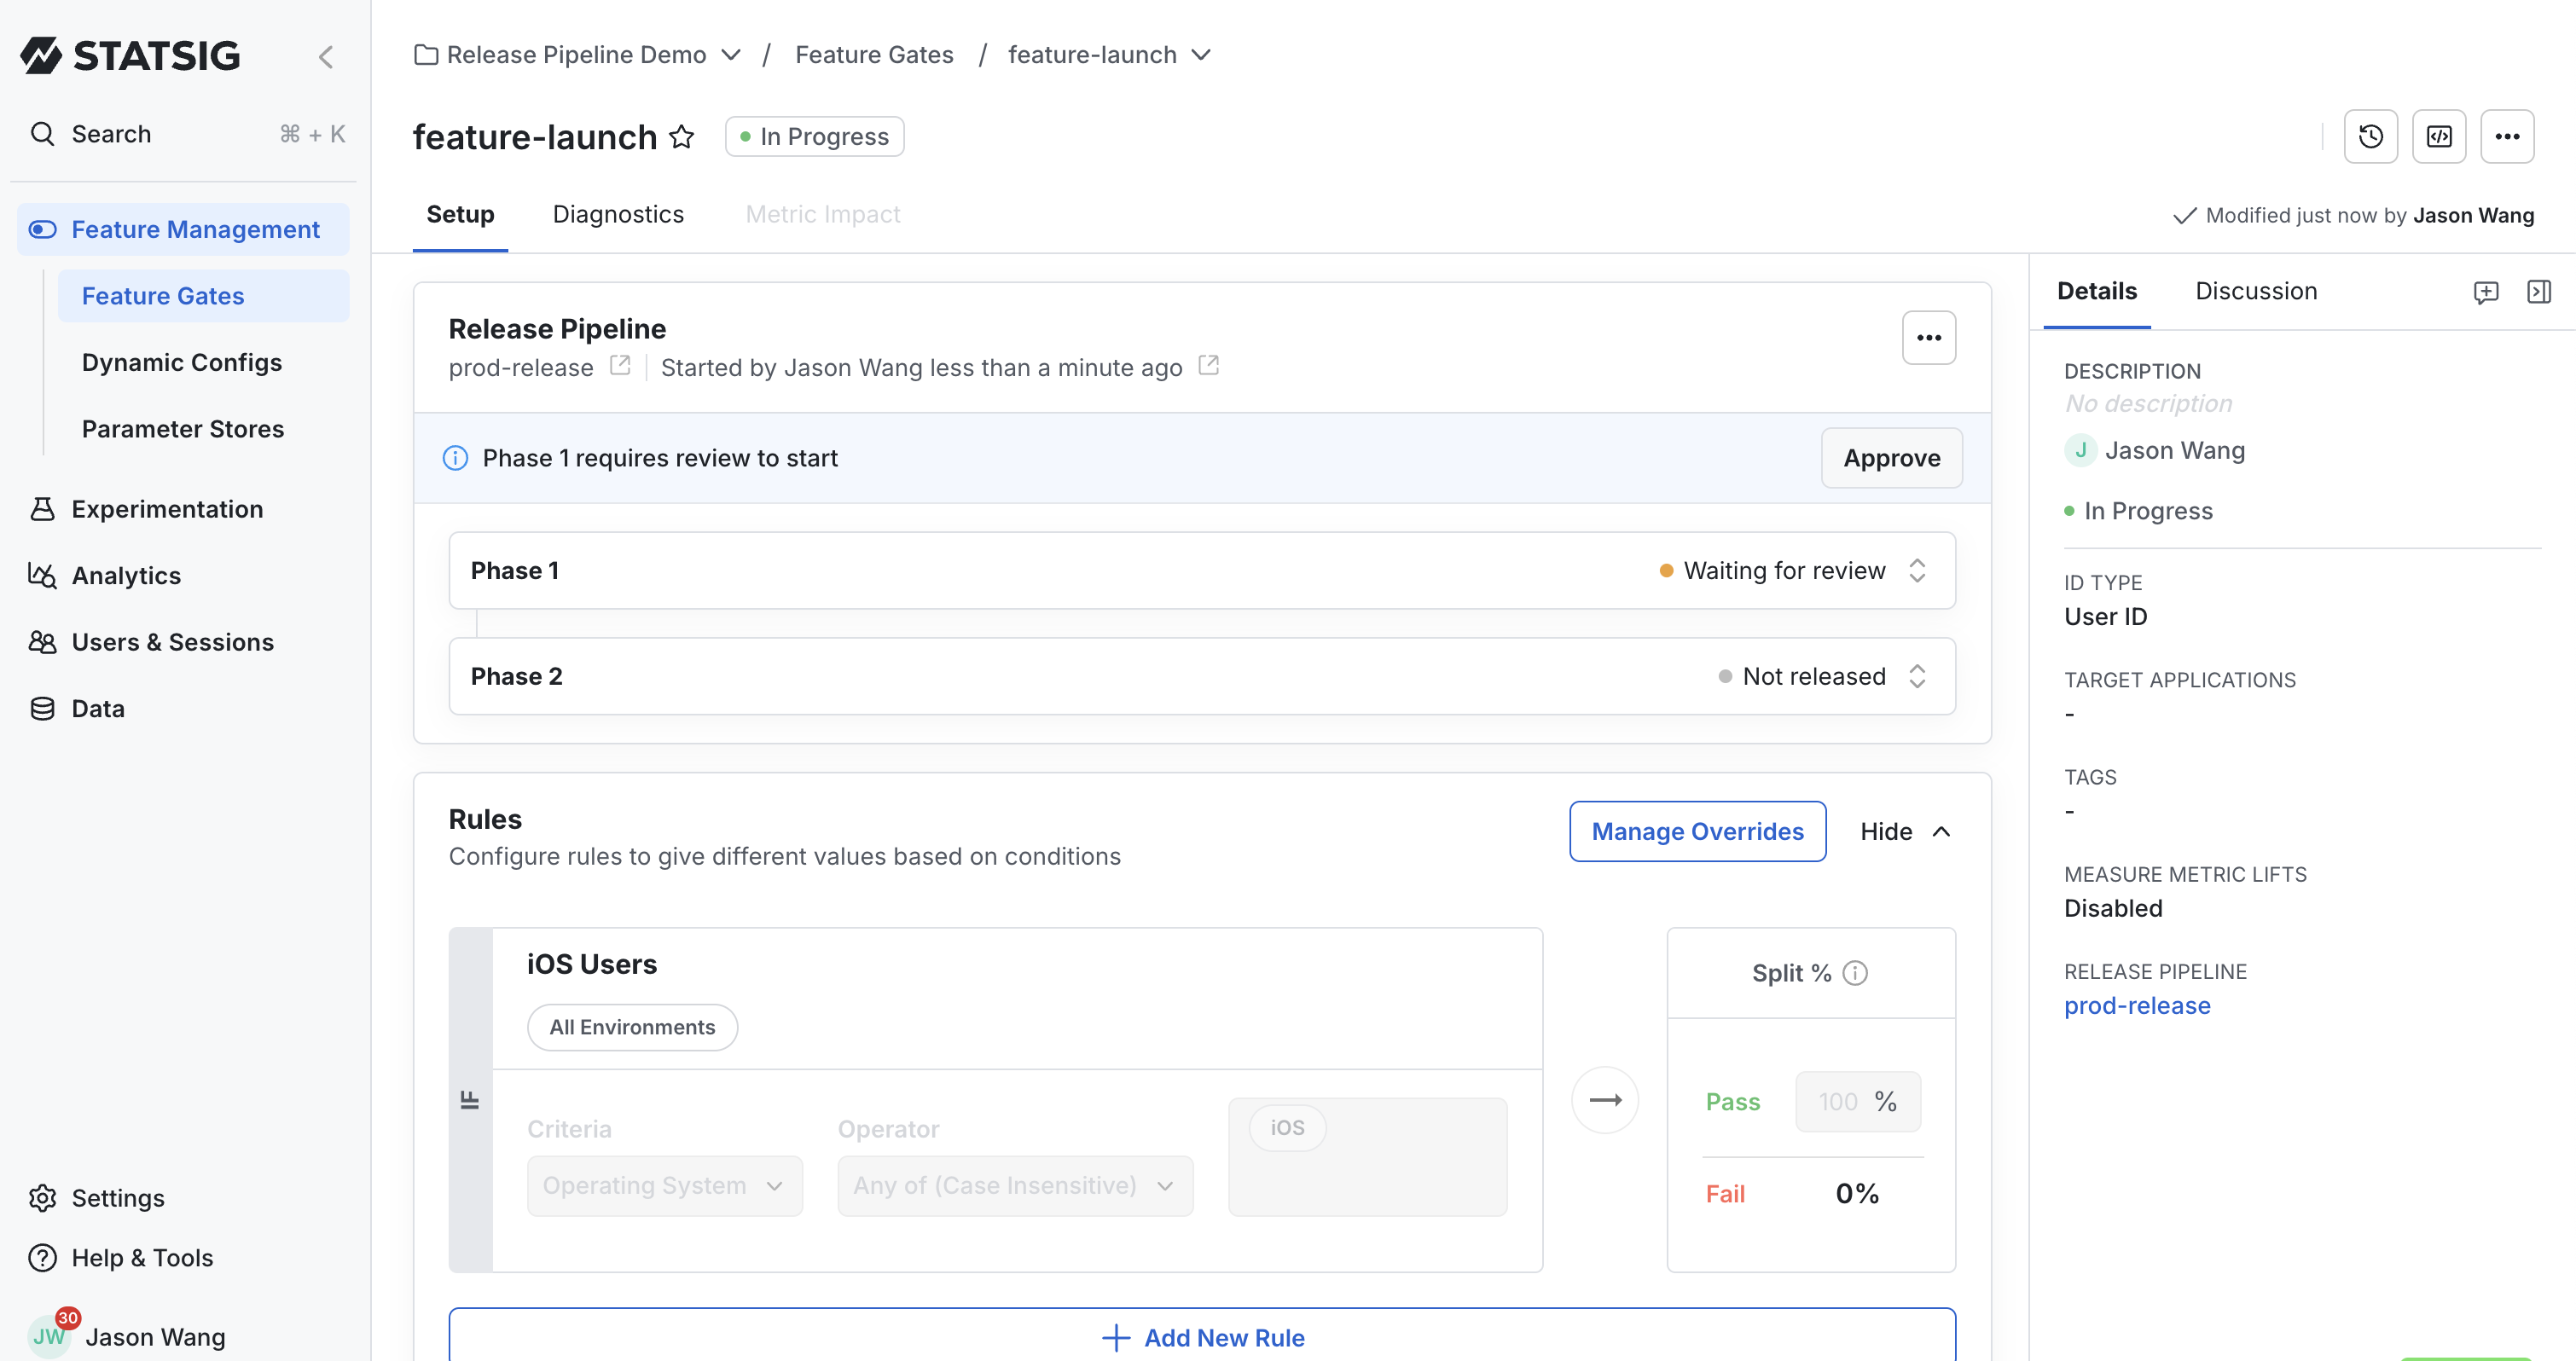 STATSIG
Search ⌘ + K
Feature Management
Feature Gates
Dynamic Configs
Parameter Stores
Experimentation
Analytics
Users & Sessions
Data
Settings
Help & Tools
30
JW Jason Wang
Release Pipeline Demo / Feature Gates / feature-launch
feature-launch In Progress
Setup Diagnostics Metric Impact
Modified just now by Jason Wang
Release Pipeline
prod-release Started by Jason Wang less than a minute ago
Phase 1 requires review to start Approve
Phase 1 Waiting for review
Phase 2 Not released
Rules
Configure rules to give different values based on conditions
Manage Overrides Hide
IF
iOS Users
All Environments
Criteria Operator
Operating System Any of (Case Insensitive)
iOS
Split %
Pass 100 %
Fail 0%
Add New Rule
Details Discussion
DESCRIPTION
No description
J Jason Wang
In Progress
ID TYPE
User ID
TARGET APPLICATIONS
-
TAGS
-
MEASURE METRIC LIFTS
Disabled
RELEASE PIPELINE
prod-release